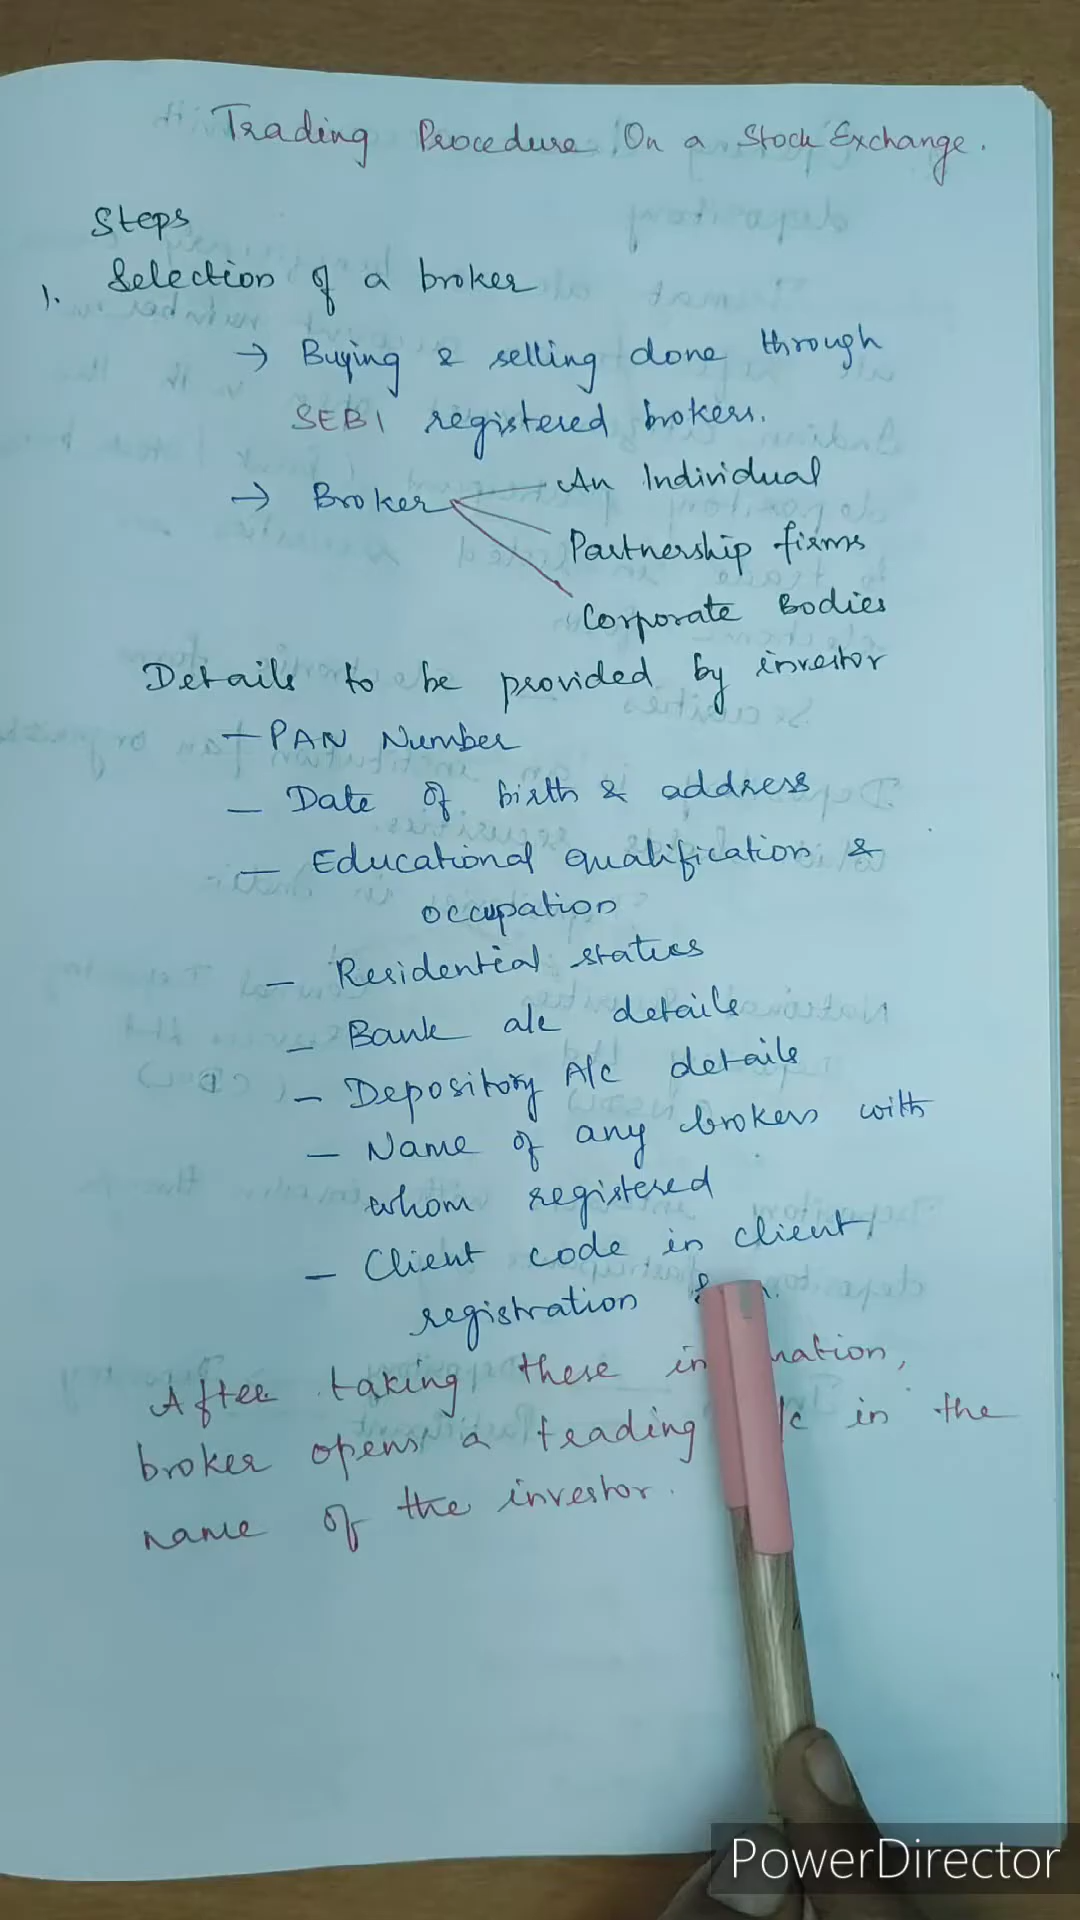 Trading Procedure On a Stock Exchange.
Steps
1. Selection of a broker
→ Buying & selling done through
SEBI registered brokers.
→ Broker An Individual
Partnership firms
Corporate Bodies
Details to be provided by investor
- PAN Number
- Date of birth & address
- Educational qualification &
occupation
- Residential status
- Bank a/c details
- Depository A/c details
- Name of any brokers with
whom registered
- Client code in client
registration
After taking these
broker opens a trading in the
name of the investor.
PowerDirector